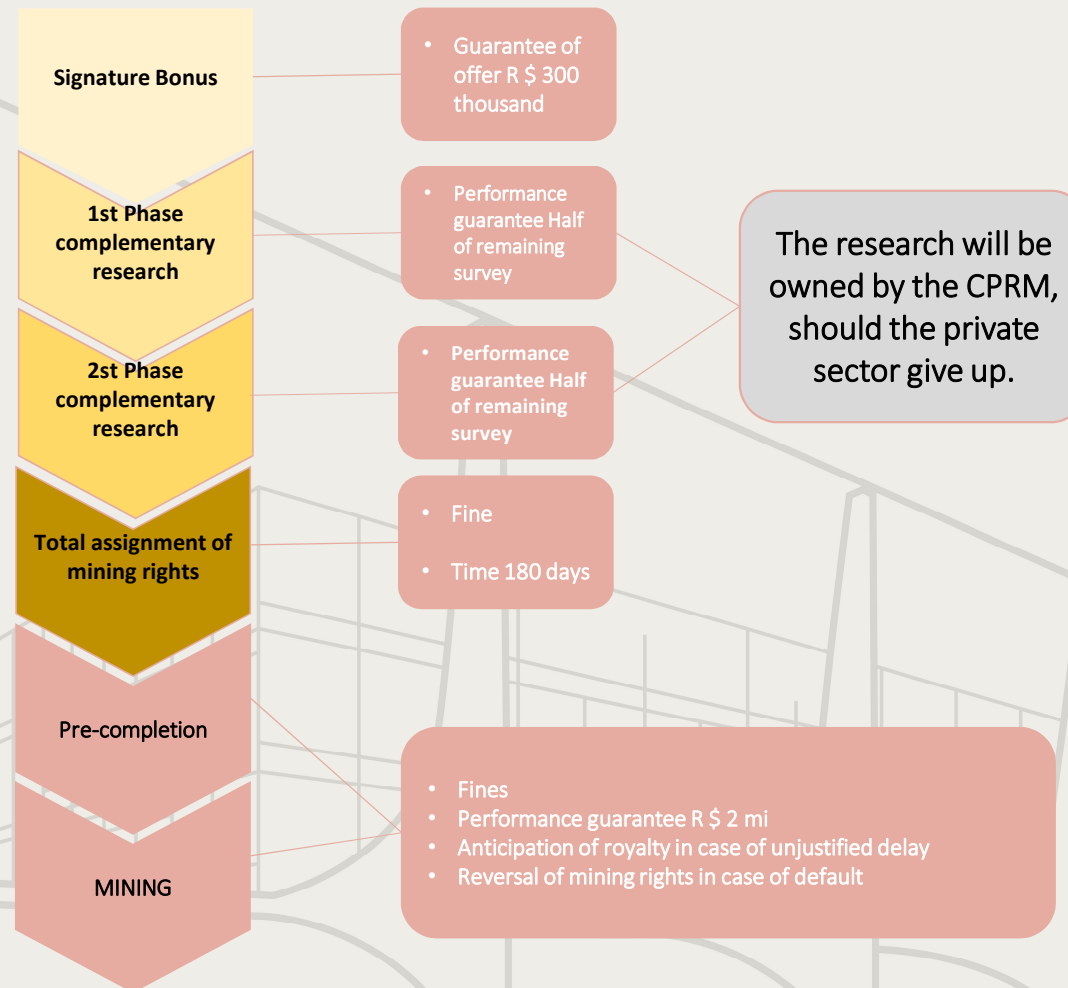 Signature Bonus
• Guarantee of
offer R $ 300
thousand
1st Phase
complementary
research
• Performance
guarantee Half
of remaining
survey
The research will be
owned by the CPRM,
should the private
sector give up.
2st Phase
complementary
research
• Performance
guarantee Half
of remaining
survey
Total assignment of
mining rights
• Fine
• Time 180 days
Pre-completion
MINING
• Fines
• Performance guarantee R $ 2 mi
• Anticipation of royalty in case of unjustified delay
• Reversal of mining rights in case of default